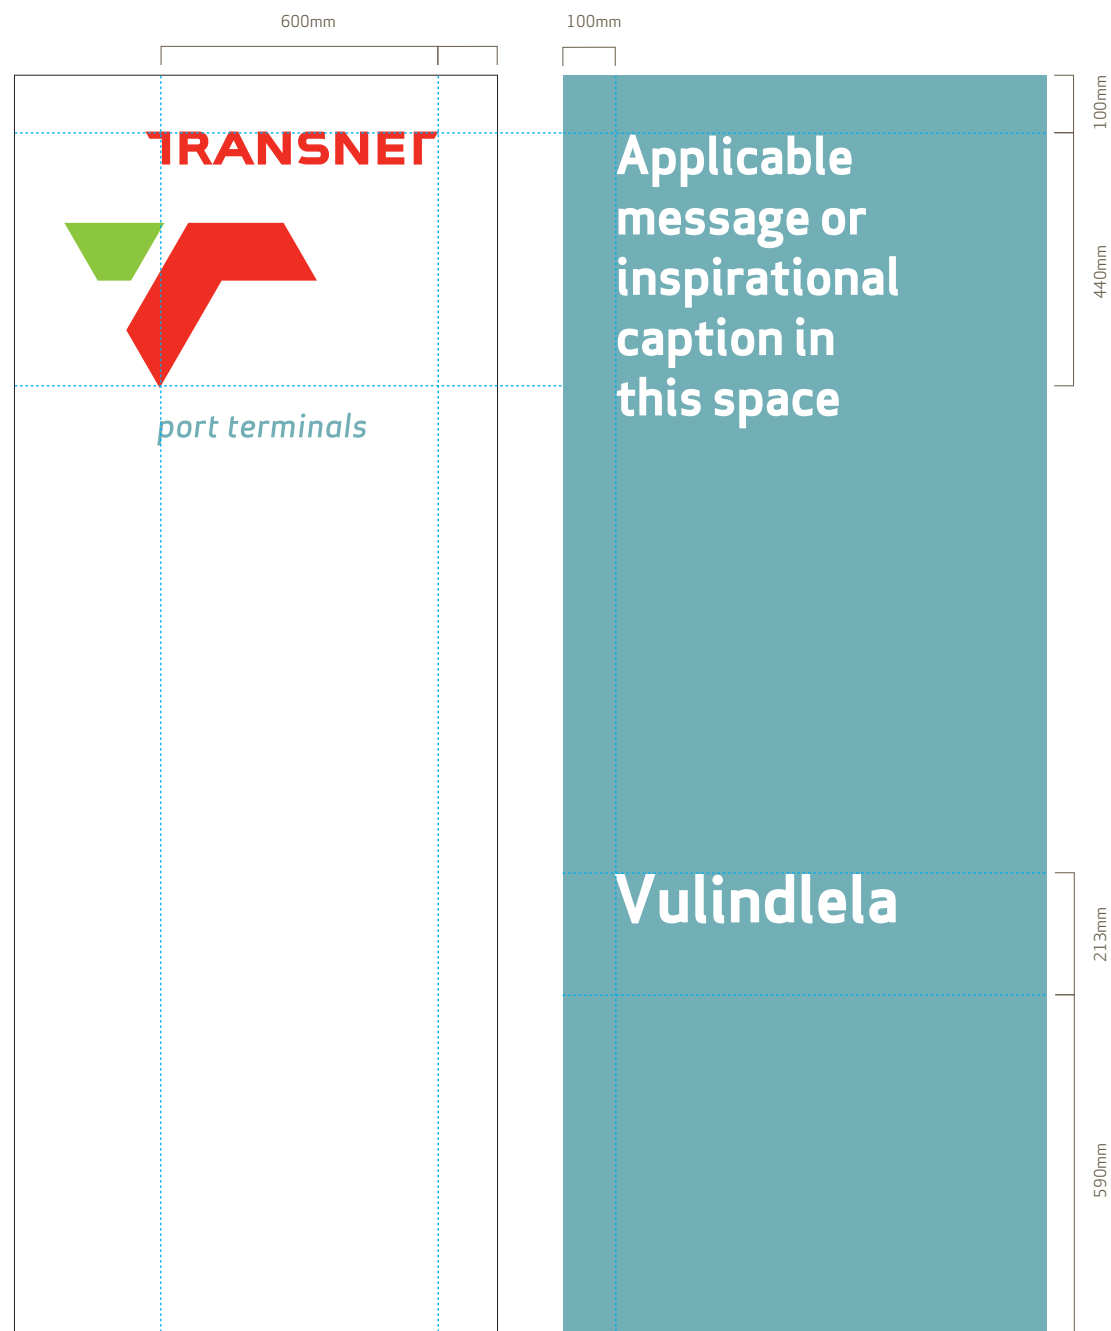 600mm
100mm
TRANSNET
port terminals
Applicable
message or
inspirational
caption in
this space
Vulindlela
100mm
440mm
213mm
590mm